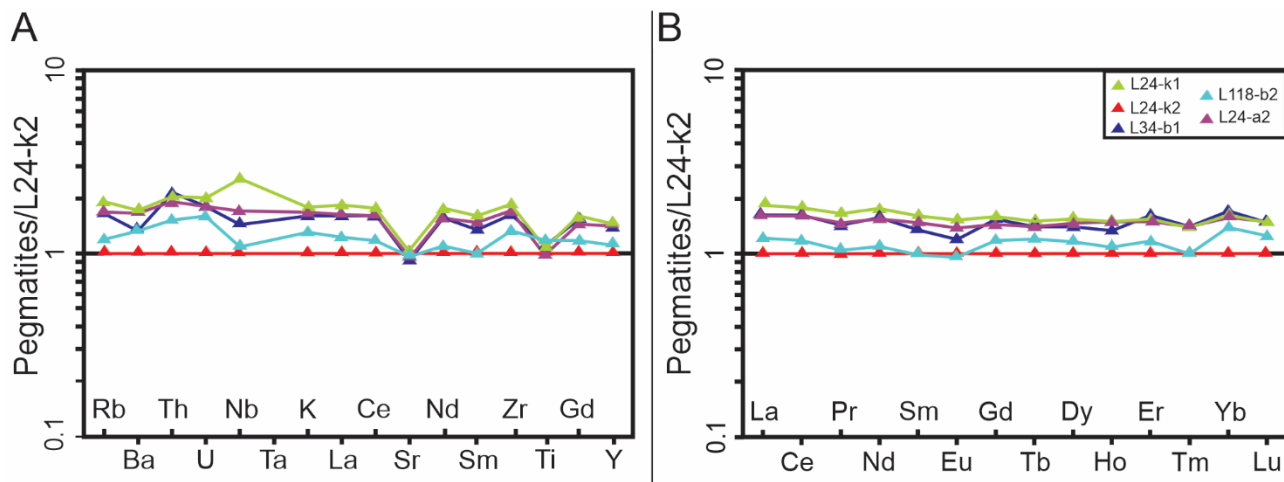 A
Pegmatites/L24-k2
10
1
0.1
Rb Th Nb K Ce Nd Zr Gd
Ba U Ta La Sr Sm Ti Y
B
Pegmatites/L24-k2
10
1
0.1
L24-k1
L24-k2
L34-b1
L118-b2
L24-a2
La Pr Sm Gd Dy Er Yb
Ce Nd Eu Tb Ho Tm Lu